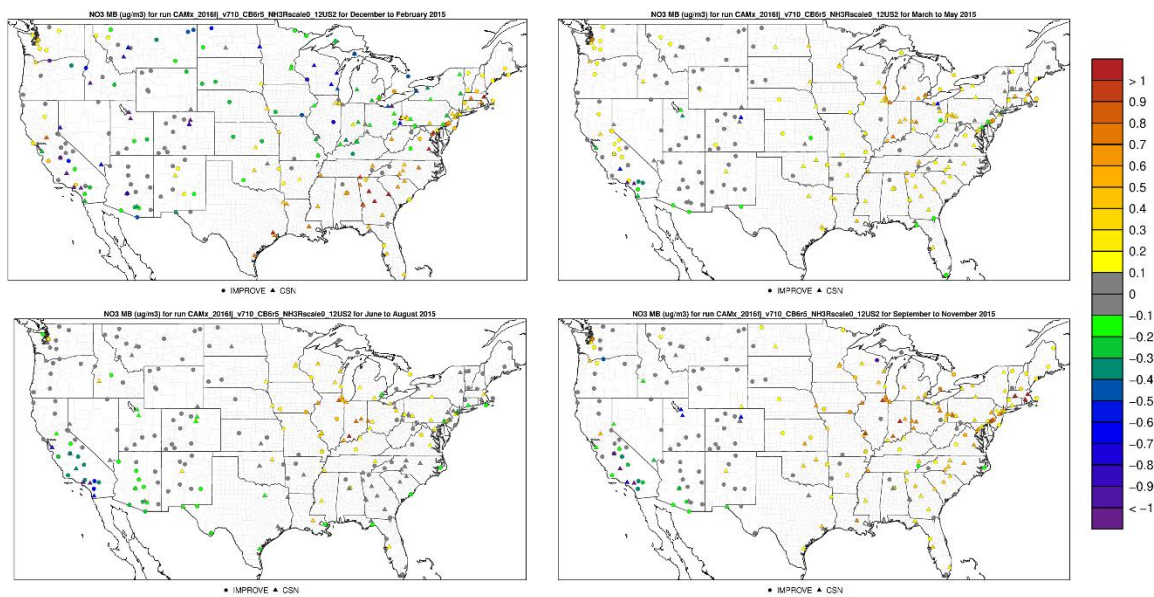 NO3 MB (ug/m3) for run CAMx_2016fj_v710_CB6r5_NH3Rscale0_12US2 for December to February 2015
● IMPROVE ▲ CSN
NO3 MB (ug/m3) for run CAMx_2016fj_v710_CB6r5_NH3Rscale0_12US2 for March to May 2015
● IMPROVE ▲ CSN
> 1
0.9
0.8
0.7
0.6
0.5
0.4
0.3
0.2
0.1
0
−0.1
−0.2
−0.3
−0.4
−0.5
−0.6
−0.7
−0.8
−0.9
< −1
NO3 MB (ug/m3) for run CAMx_2016fj_v710_CB6r5_NH3Rscale0_12US2 for June to August 2015
● IMPROVE ▲ CSN
NO3 MB (ug/m3) for run CAMx_2016fj_v710_CB6r5_NH3Rscale0_12US2 for September to November 2015
● IMPROVE ▲ CSN